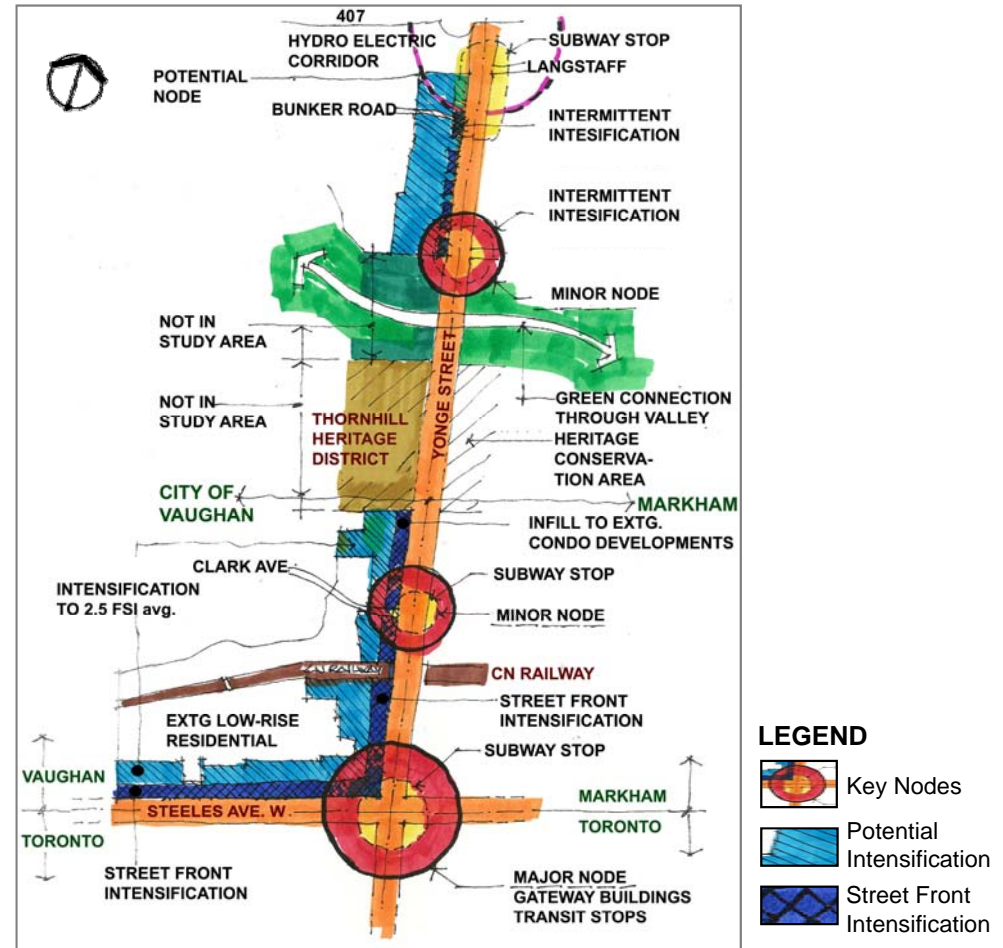 407
HYDRO ELECTRIC
CORRIDOR
SUBWAY STOP
LANGSTAFF
POTENTIAL
NODE
BUNKER ROAD
INTERMITTENT
INTESIFICATION
INTERMITTENT
INTESIFICATION
MINOR NODE
NOT IN
STUDY AREA
YONGE STREET
NOT IN
STUDY AREA
THORNHILL
HERITAGE
DISTRICT
GREEN CONNECTION
THROUGH VALLEY
HERITAGE
CONSERVA-
TION AREA
CITY OF
VAUGHAN
MARKHAM
INFILL TO EXTG.
CONDO DEVELOPMENTS
CLARK AVE
SUBWAY STOP
INTENSIFICATION
TO 2.5 FSI avg.
MINOR NODE
CN RAILWAY
CN RAILWAY
STREET FRONT
INTENSIFICATION
EXTG LOW-RISE
RESIDENTIAL
SUBWAY STOP
VAUGHAN
STEELES AVE. W.
MARKHAM
TORONTO
TORONTO
STREET FRONT
INTENSIFICATION
MAJOR NODE
GATEWAY BUILDINGS
TRANSIT STOPS
LEGEND
Key Nodes
Potential
Intensification
Street Front
Intensification